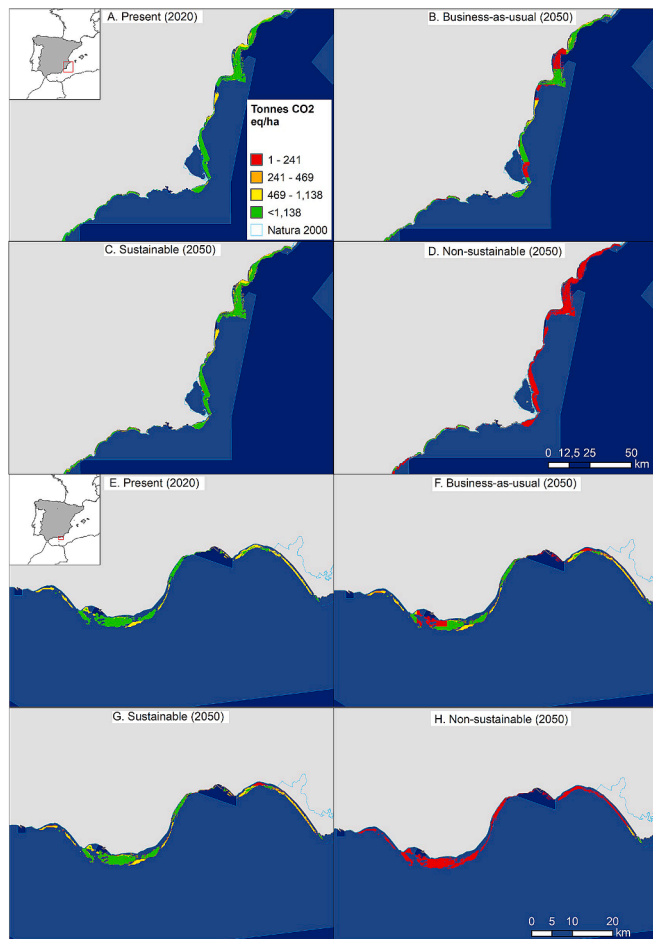 A. Present (2020)
B. Business-as-usual (2050)
Tonnes CO2
eq/ha
1 - 241
241 - 469
469 - 1,138
<1,138
Natura 2000
C. Sustainable (2050)
D. Non-sustainable (2050)
0 12,5 25 50
km
E. Present (2020)
F. Business-as-usual (2050)
G. Sustainable (2050)
H. Non-sustainable (2050)
0 5 10 20
km